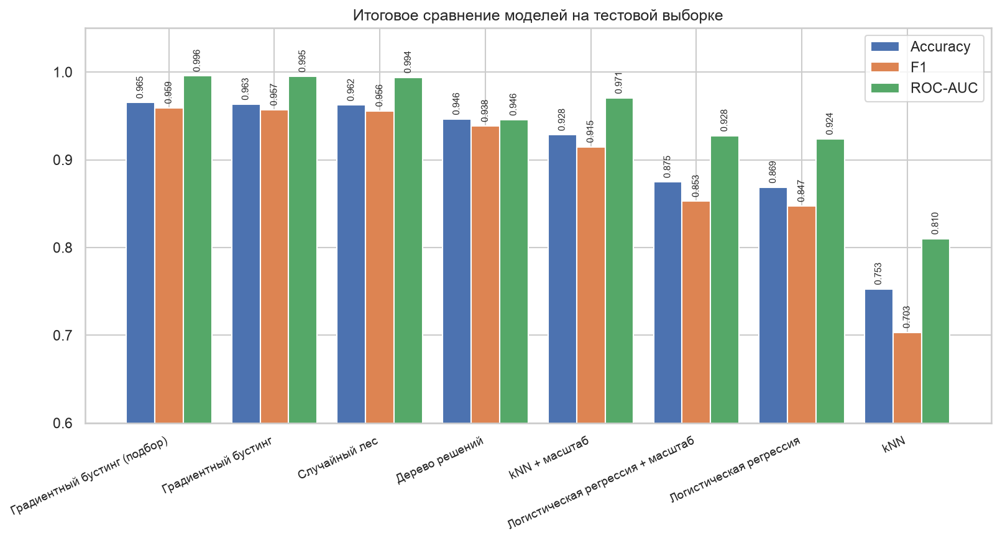 Итоговое сравнение моделей на тестовой выборке
Accuracy
F1
ROC-AUC
1.0
0.9
0.8
0.7
0.6
0.965
0.959
0.996
0.963
0.957
0.995
0.962
0.956
0.994
0.946
0.938
0.946
0.928
0.915
0.971
0.875
0.853
0.928
0.869
0.847
0.924
0.753
0.703
0.810
Градиентный бустинг (подбор)
Градиентный бустинг
Случайный лес
Дерево решений
kNN + масштаб
Логистическая регрессия + масштаб
Логистическая регрессия
kNN